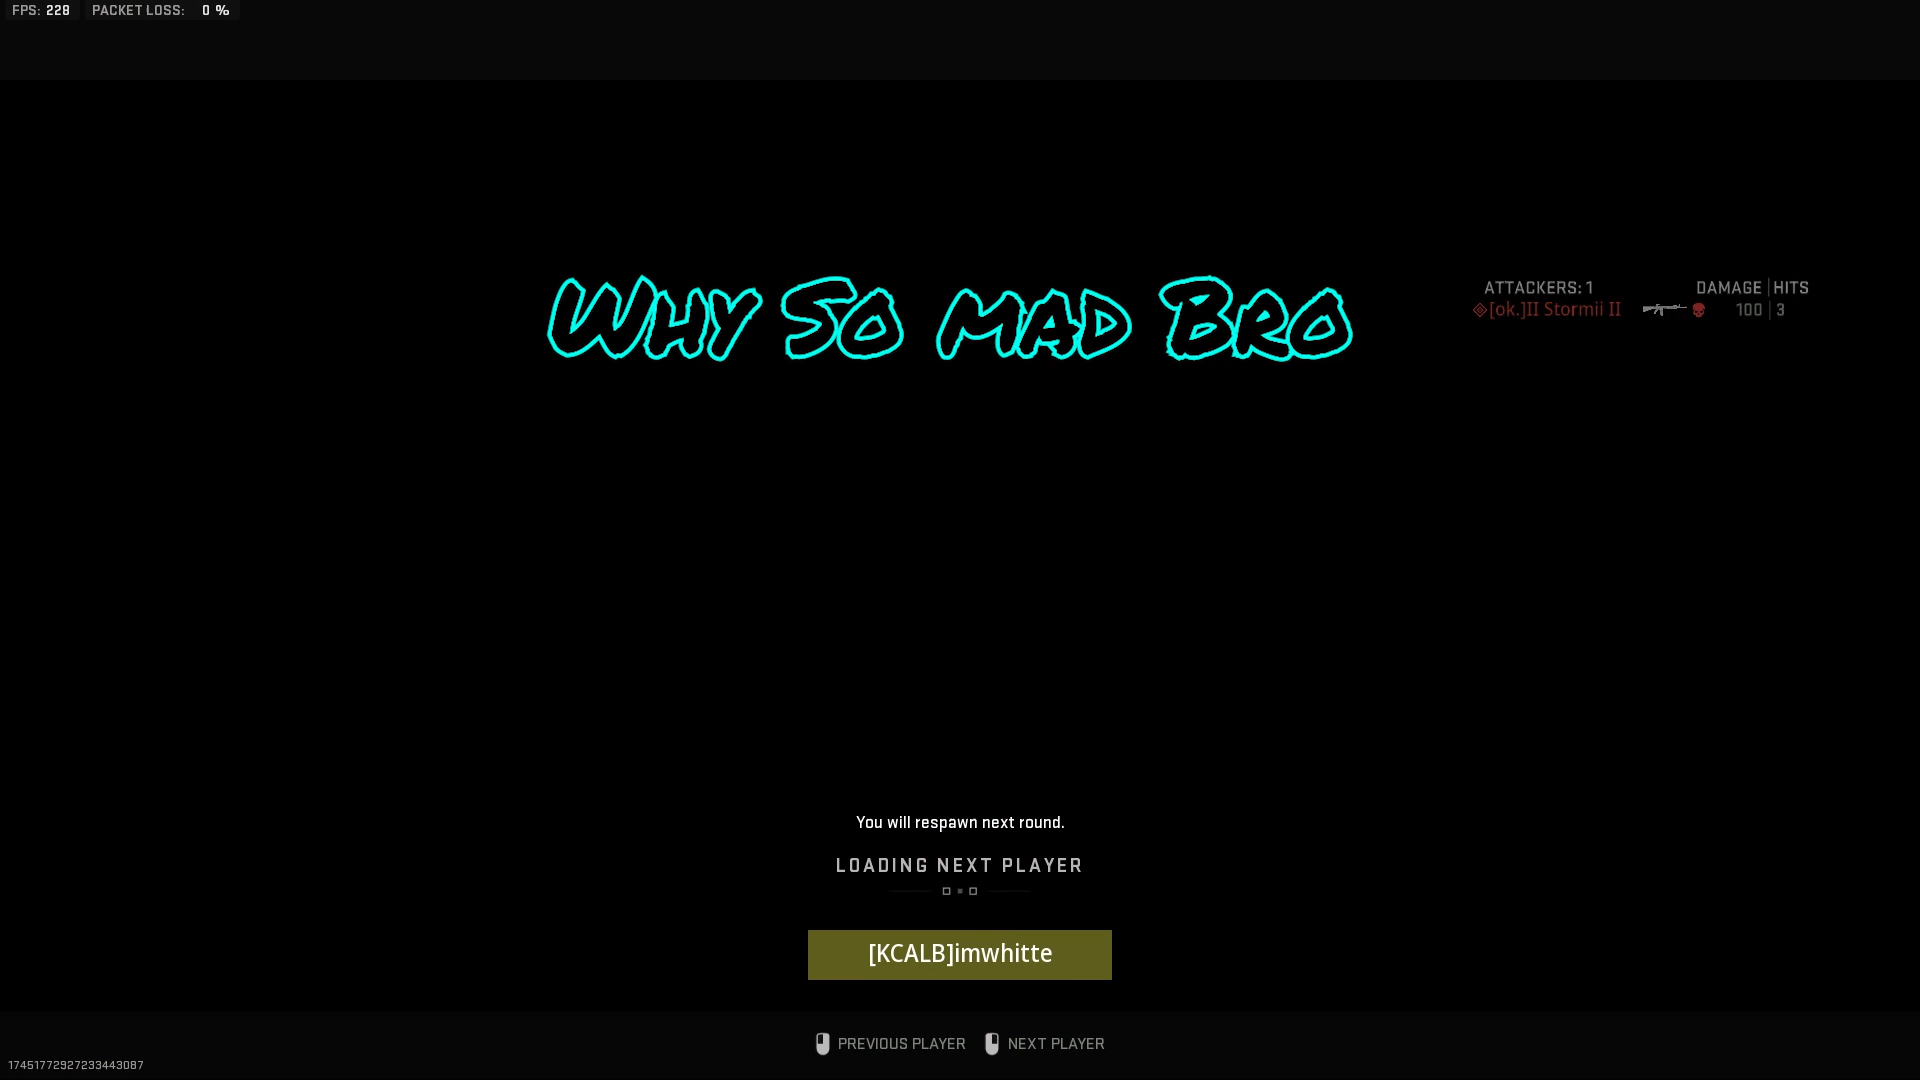 FPS: 228 PACKET LOSS: 0 %
WHY SO MAD BRO
ATTACKERS: 1 DAMAGE HITS
[ok.]II Stormii II 100 3
You will respawn next round.
LOADING NEXT PLAYER
[KCALB]imwhitte
PREVIOUS PLAYER NEXT PLAYER
17451772927233443087